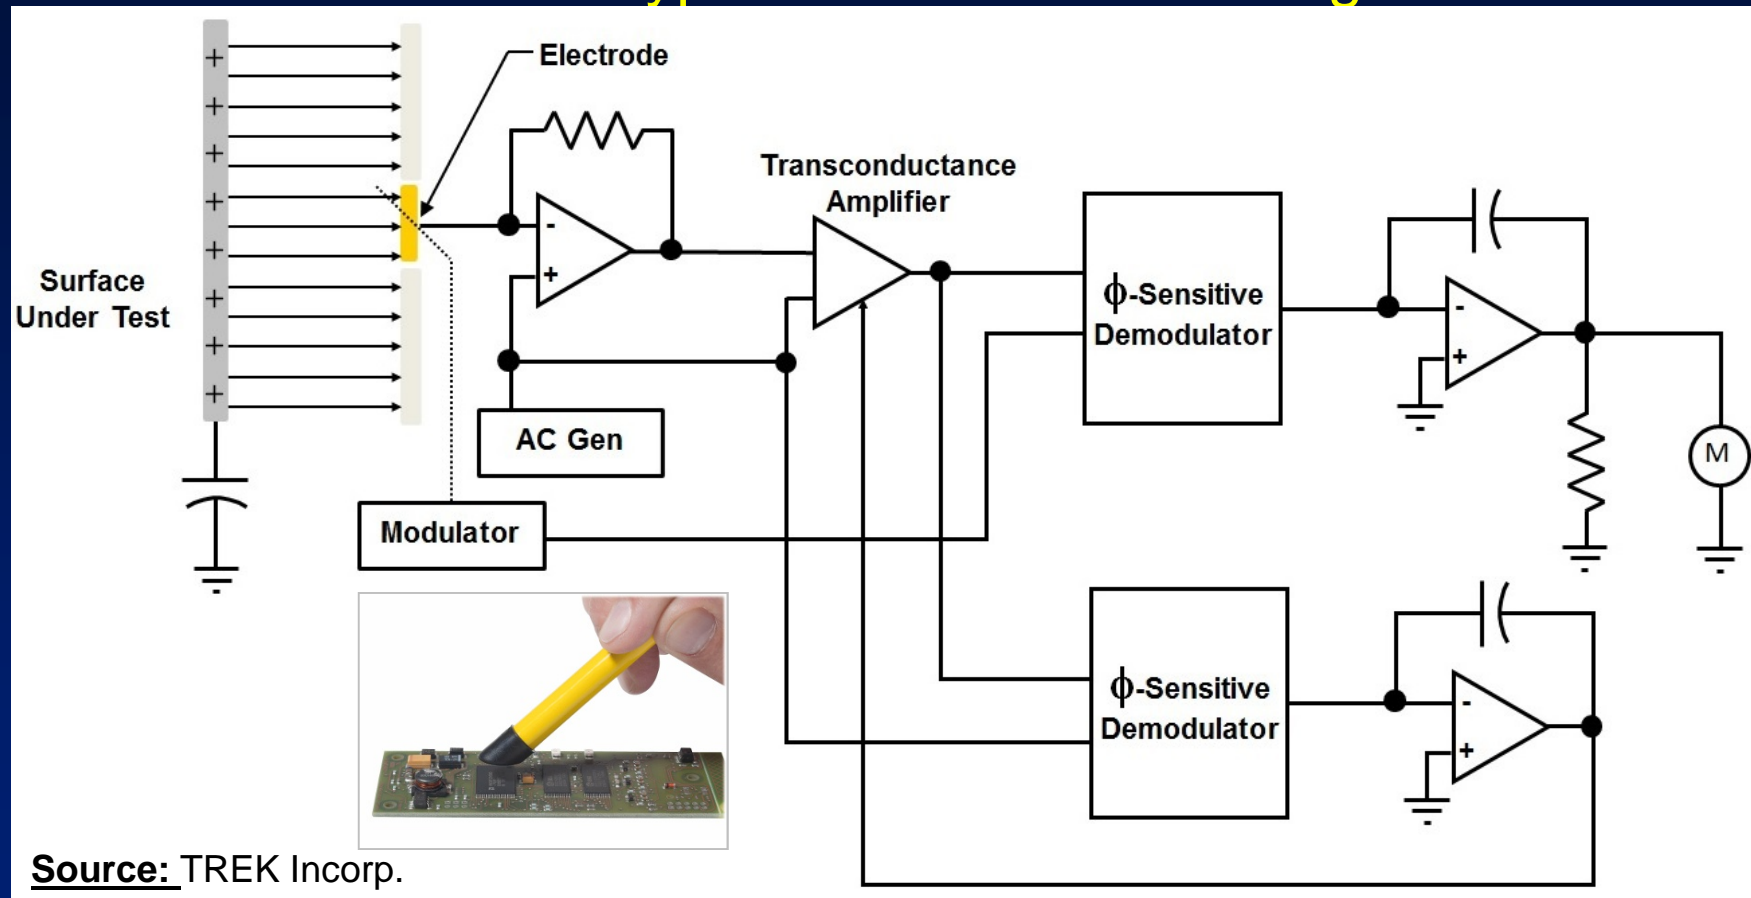 Electrode
Transconductance
Amplifier
Surface
Under Test
-
+
ϕ-Sensitive
Demodulator
-
+
AC Gen
M
Modulator
ϕ-Sensitive
Demodulator
-
+
Source: TREK Incorp.